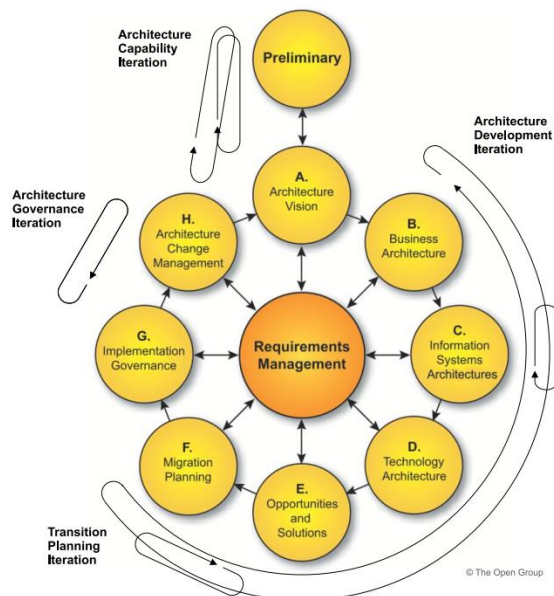 Architecture
Capability
Iteration
Preliminary
Architecture
Development
Iteration
A.
Architecture
Vision
Architecture
Governance
Iteration
H.
Architecture
Change
Management
B.
Business
Architecture
G.
Implementation
Governance
Requirements
Management
C.
Information
Systems
Architectures
F.
Migration
Planning
D.
Technology
Architecture
E.
Opportunities
and
Solutions
Transition
Planning
Iteration
© The Open Group